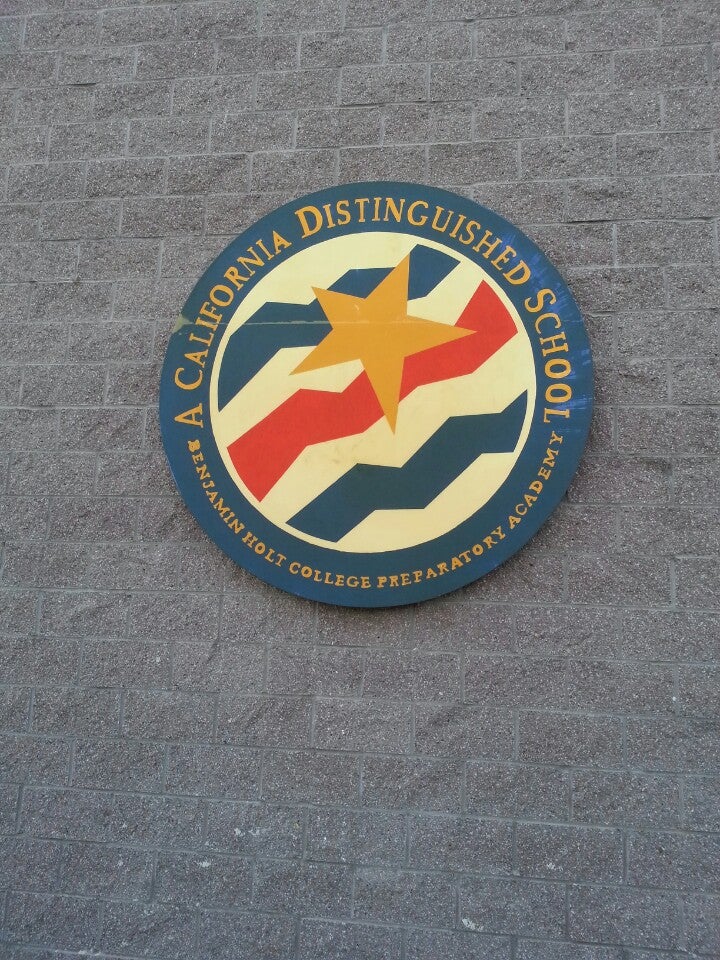 A CALIFORNIA DISTINGUISHED SCHOOL
BENJAMIN HOLT COLLEGE PREPARATORY ACADEMY